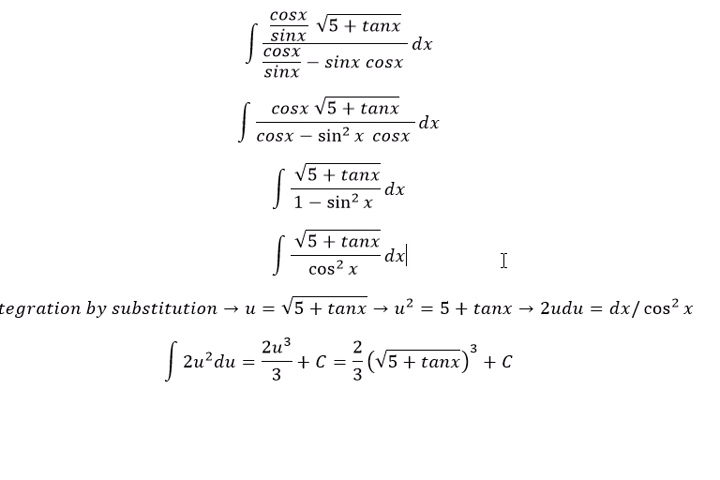 ∫ (cosx/sinx √(5 + tanx))/(cosx/sinx − sinx cosx) dx
∫ (cosx √(5 + tanx))/(cosx − sin² x cosx) dx
∫ √(5 + tanx)/(1 − sin² x) dx
∫ √(5 + tanx)/(cos² x) dx
tegration by substitution → u = √(5 + tanx) → u² = 5 + tanx → 2udu = dx/cos² x
∫ 2u²du = 2u³/3 + C = 2/3 (√(5 + tanx))³ + C